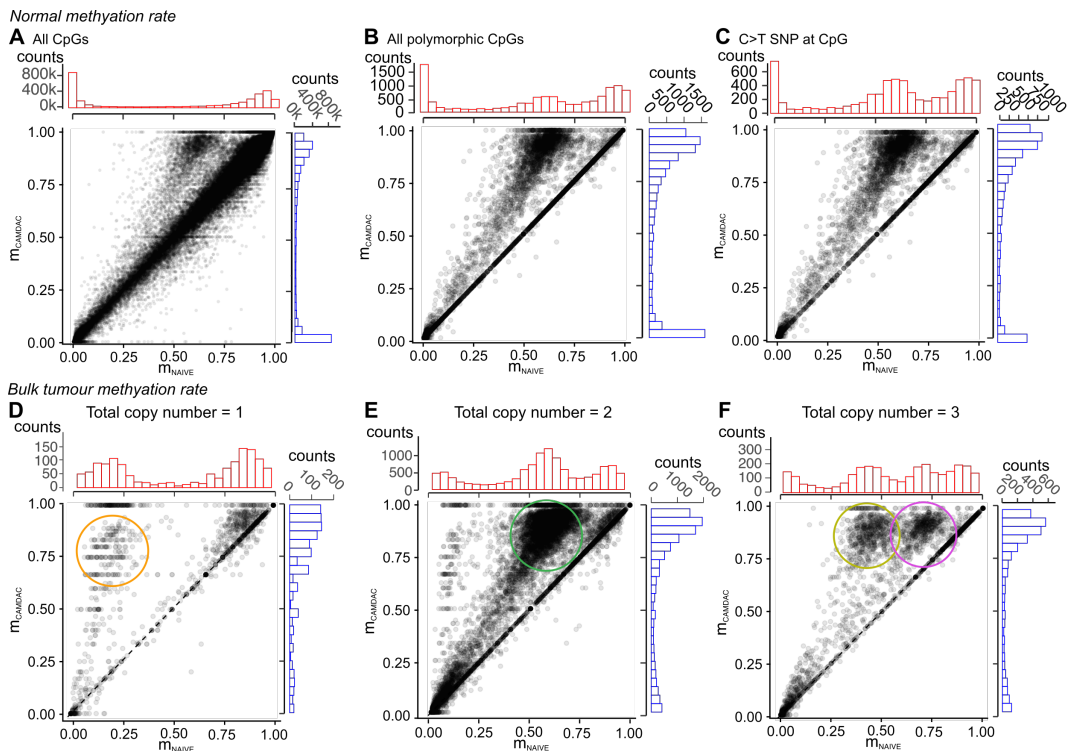 Normal methyation rate
A All CpGs
counts
800k
400k
0k
counts
0k
400k
800k
1.00
0.75
0.50
0.25
0.00
mCAMDAC
0.00 0.25 0.50 0.75 1.00
mNAIVE
B All polymorphic CpGs
counts
1500
1000
500
0
counts
0
500
1000
1500
1.00
0.75
0.50
0.25
0.00
mCAMDAC
0.00 0.25 0.50 0.75 1.00
mNAIVE
C C>T SNP at CpG
counts
600
400
200
0
counts
0
250
500
750
1000
1.00
0.75
0.50
0.25
0.00
mCAMDAC
0.00 0.25 0.50 0.75 1.00
mNAIVE
Bulk tumour methyation rate
D Total copy number = 1
counts
150
100
50
0
counts
0
100
200
1.00
0.75
0.50
0.25
0.00
mCAMDAC
0.00 0.25 0.50 0.75 1.00
mNAIVE
E Total copy number = 2
counts
1000
500
0
counts
0
1000
2000
1.00
0.75
0.50
0.25
0.00
mCAMDAC
0.00 0.25 0.50 0.75 1.00
mNAIVE
F Total copy number = 3
counts
300
200
100
0
counts
0
200
400
600
1.00
0.75
0.50
0.25
0.00
mCAMDAC
0.00 0.25 0.50 0.75 1.00
mNAIVE